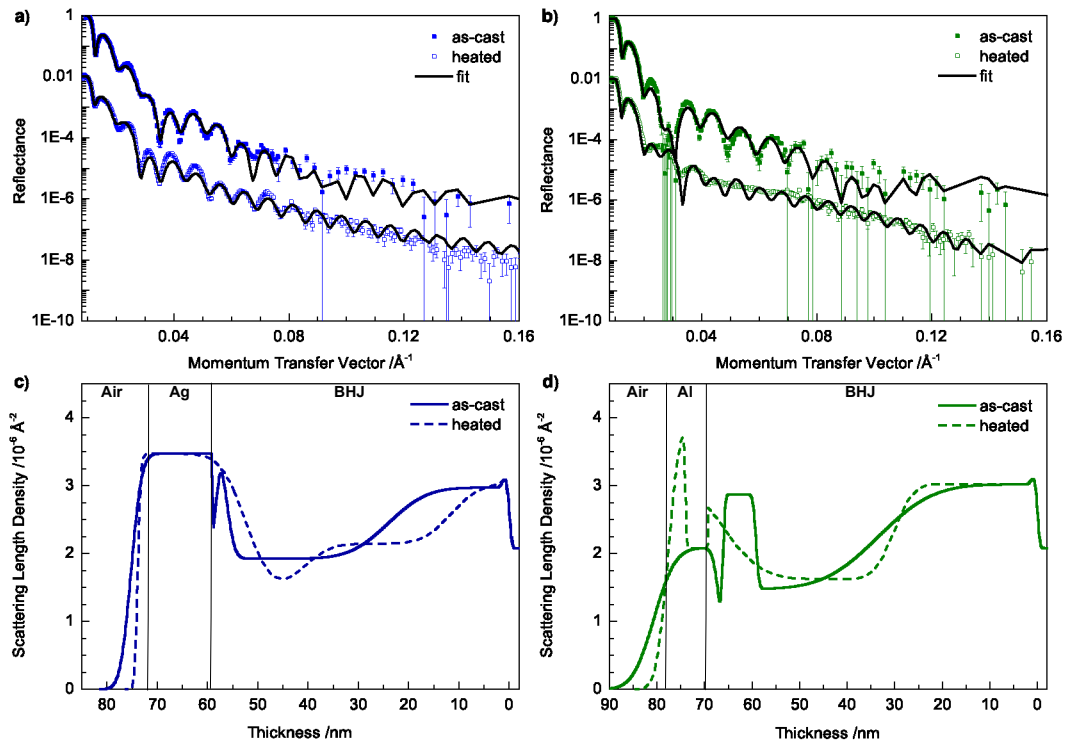 a)
1
0.01
1E-4
1E-6
1E-8
1E-10
Reflectance
as-cast
heated
fit
0.04
0.08
0.12
0.16
Momentum Transfer Vector /Å⁻¹
b)
1
0.01
1E-4
1E-6
1E-8
1E-10
Reflectance
as-cast
heated
fit
0.04
0.08
0.12
0.16
Momentum Transfer Vector /Å⁻¹
c)
Air
Ag
BHJ
as-cast
heated
4
3
2
1
0
Scattering Length Density /10⁻⁶ Å⁻²
80
70
60
50
40
30
20
10
0
Thickness /nm
d)
Air
Al
BHJ
as-cast
heated
4
3
2
1
0
Scattering Length Density /10⁻⁶ Å⁻²
90
80
70
60
50
40
30
20
10
0
Thickness /nm